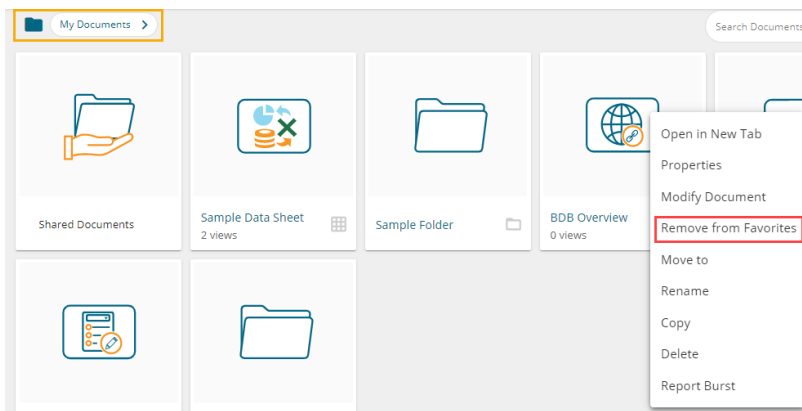 My Documents
Search Documents
Shared Documents
Sample Data Sheet
2 views
Sample Folder
BDB Overview
0 views
Open in New Tab
Properties
Modify Document
Remove from Favorites
Move to
Rename
Copy
Delete
Report Burst